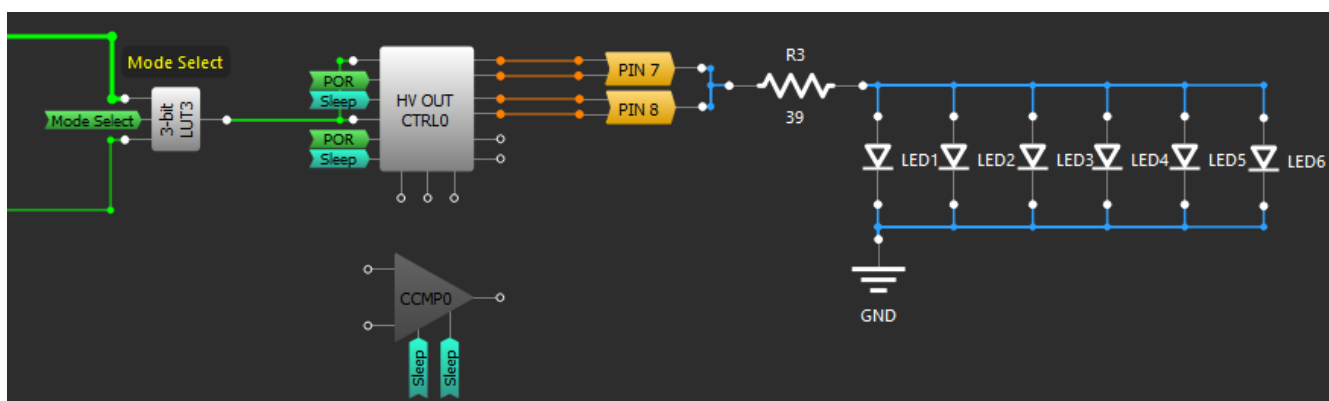 Mode Select
Mode Select
3-bit
LUT3
POR
Sleep
POR
Sleep
HV OUT
CTRL0
PIN 7
PIN 8
R3
39
LED1
LED2
LED3
LED4
LED5
LED6
GND
CCMP0
Sleep
Sleep